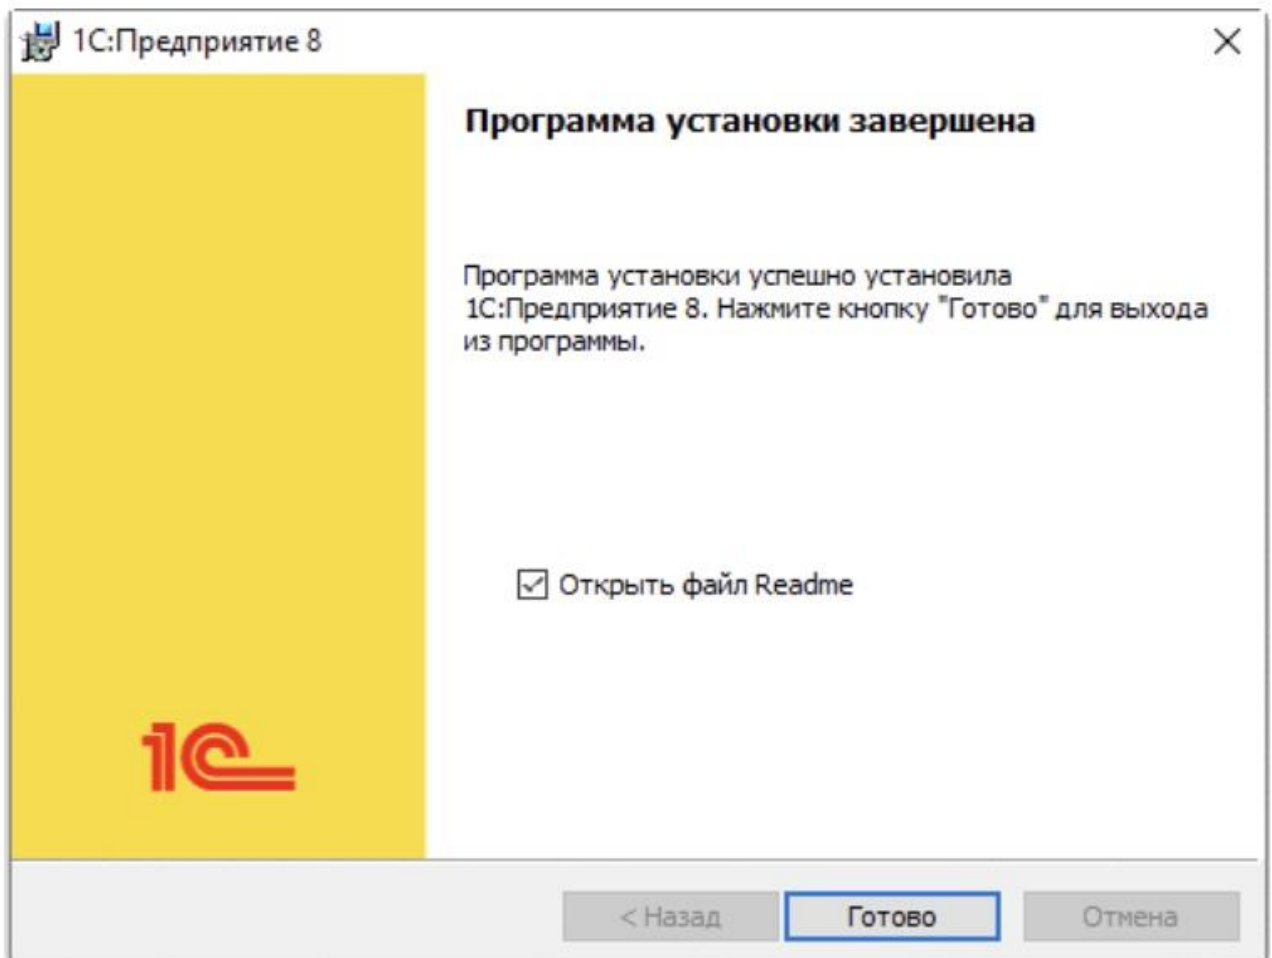 1С:Предприятие 8
Программа установки завершена
Программа установки успешно установила
1С:Предприятие 8. Нажмите кнопку "Готово" для выхода
из программы.
Открыть файл Readme
1С
< Назад
Готово
Отмена